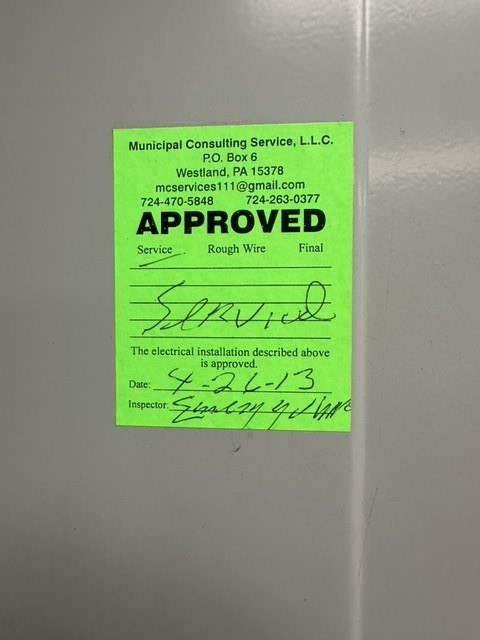 Municipal Consulting Service, L.L.C.
P.O. Box 6
Westland, PA 15378
mcservices111@gmail.com
724-470-5848 724-263-0377
APPROVED
Service Rough Wire Final
Service
The electrical installation described above
is approved.
Date: 4-26-13
Inspector: